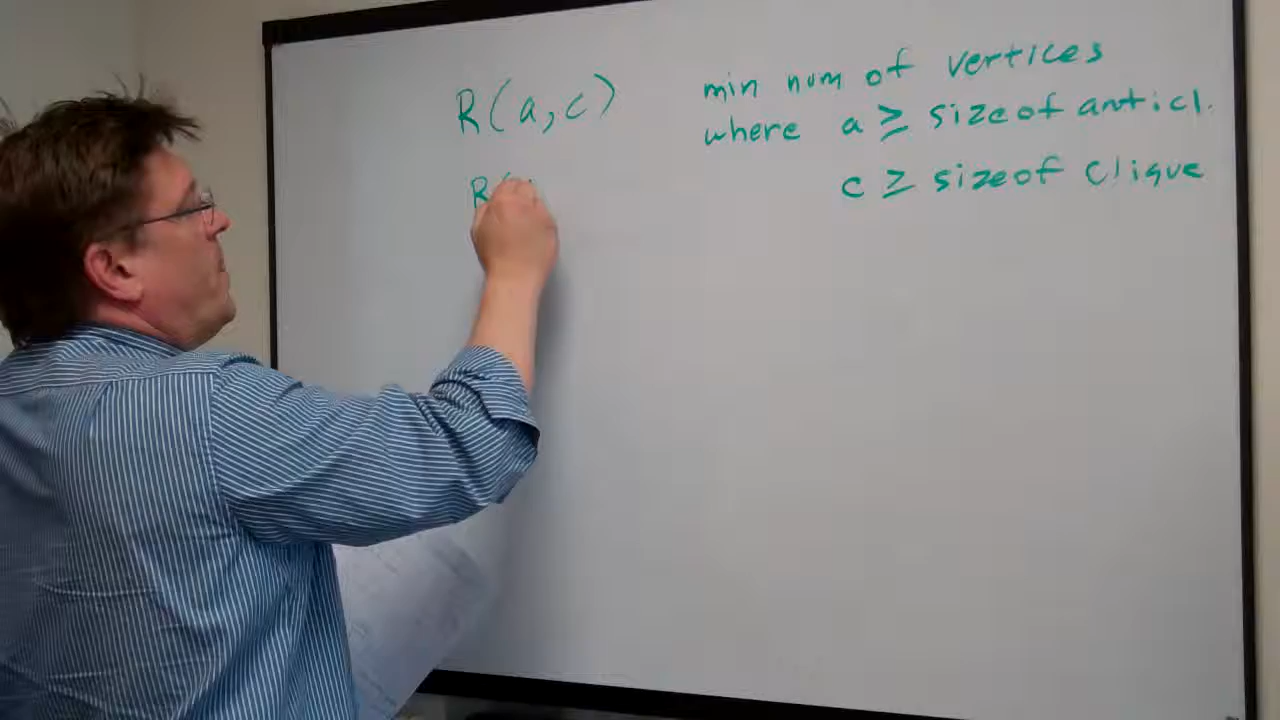 R(a,c)
min num of vertices
where a ≥ size of anticl.
c ≥ size of Clique
R(